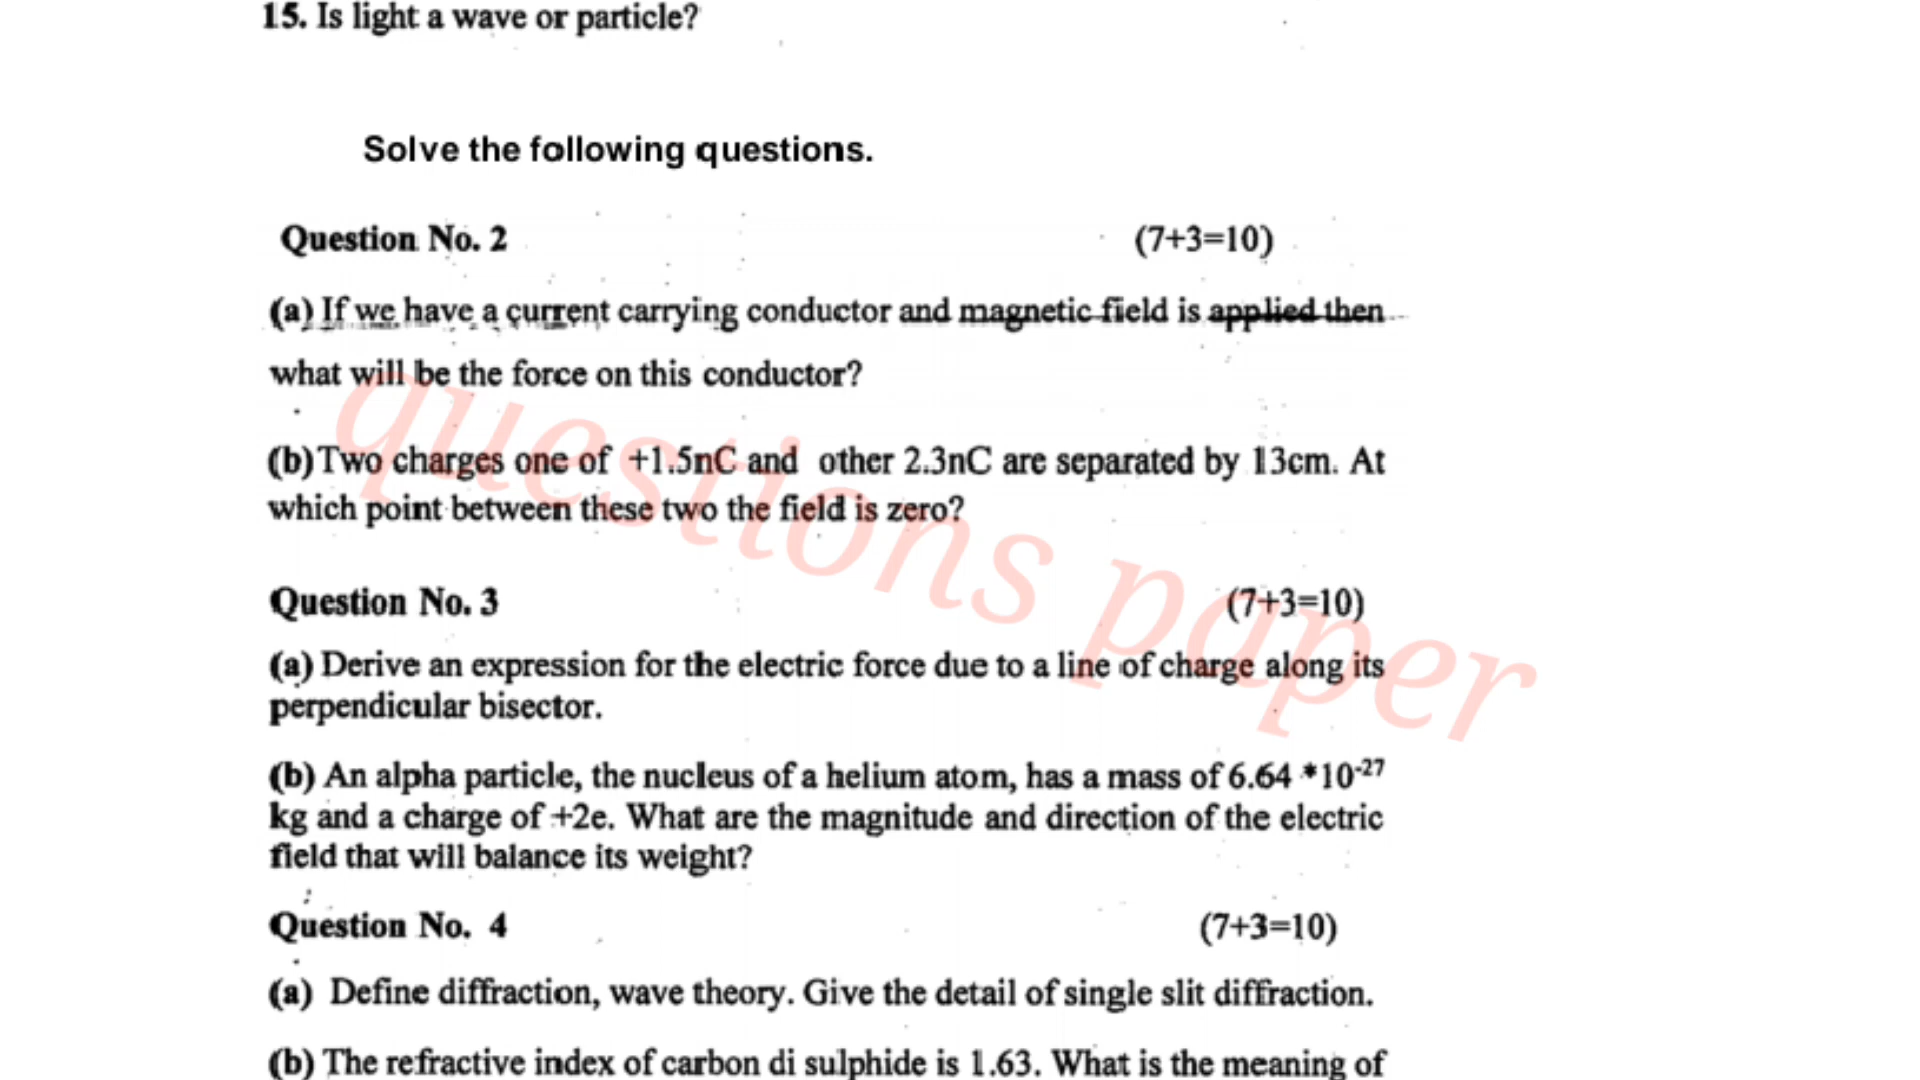 15. Is light a wave or particle?
Solve the following questions.
Question No. 2 (7+3=10)
(a) If we have a current carrying conductor and magnetic field is applied then
what will be the force on this conductor?
(b) Two charges one of +1.5nC and other 2.3nC are separated by 13cm. At
which point between these two the field is zero?
questions paper
Question No. 3 (7+3=10)
(a) Derive an expression for the electric force due to a line of charge along its
perpendicular bisector.
(b) An alpha particle, the nucleus of a helium atom, has a mass of 6.64 *10-27
kg and a charge of +2e. What are the magnitude and direction of the electric
field that will balance its weight?
Question No. 4 (7+3=10)
(a) Define diffraction, wave theory. Give the detail of single slit diffraction.
(b) The refractive index of carbon di sulphide is 1.63. What is the meaning of